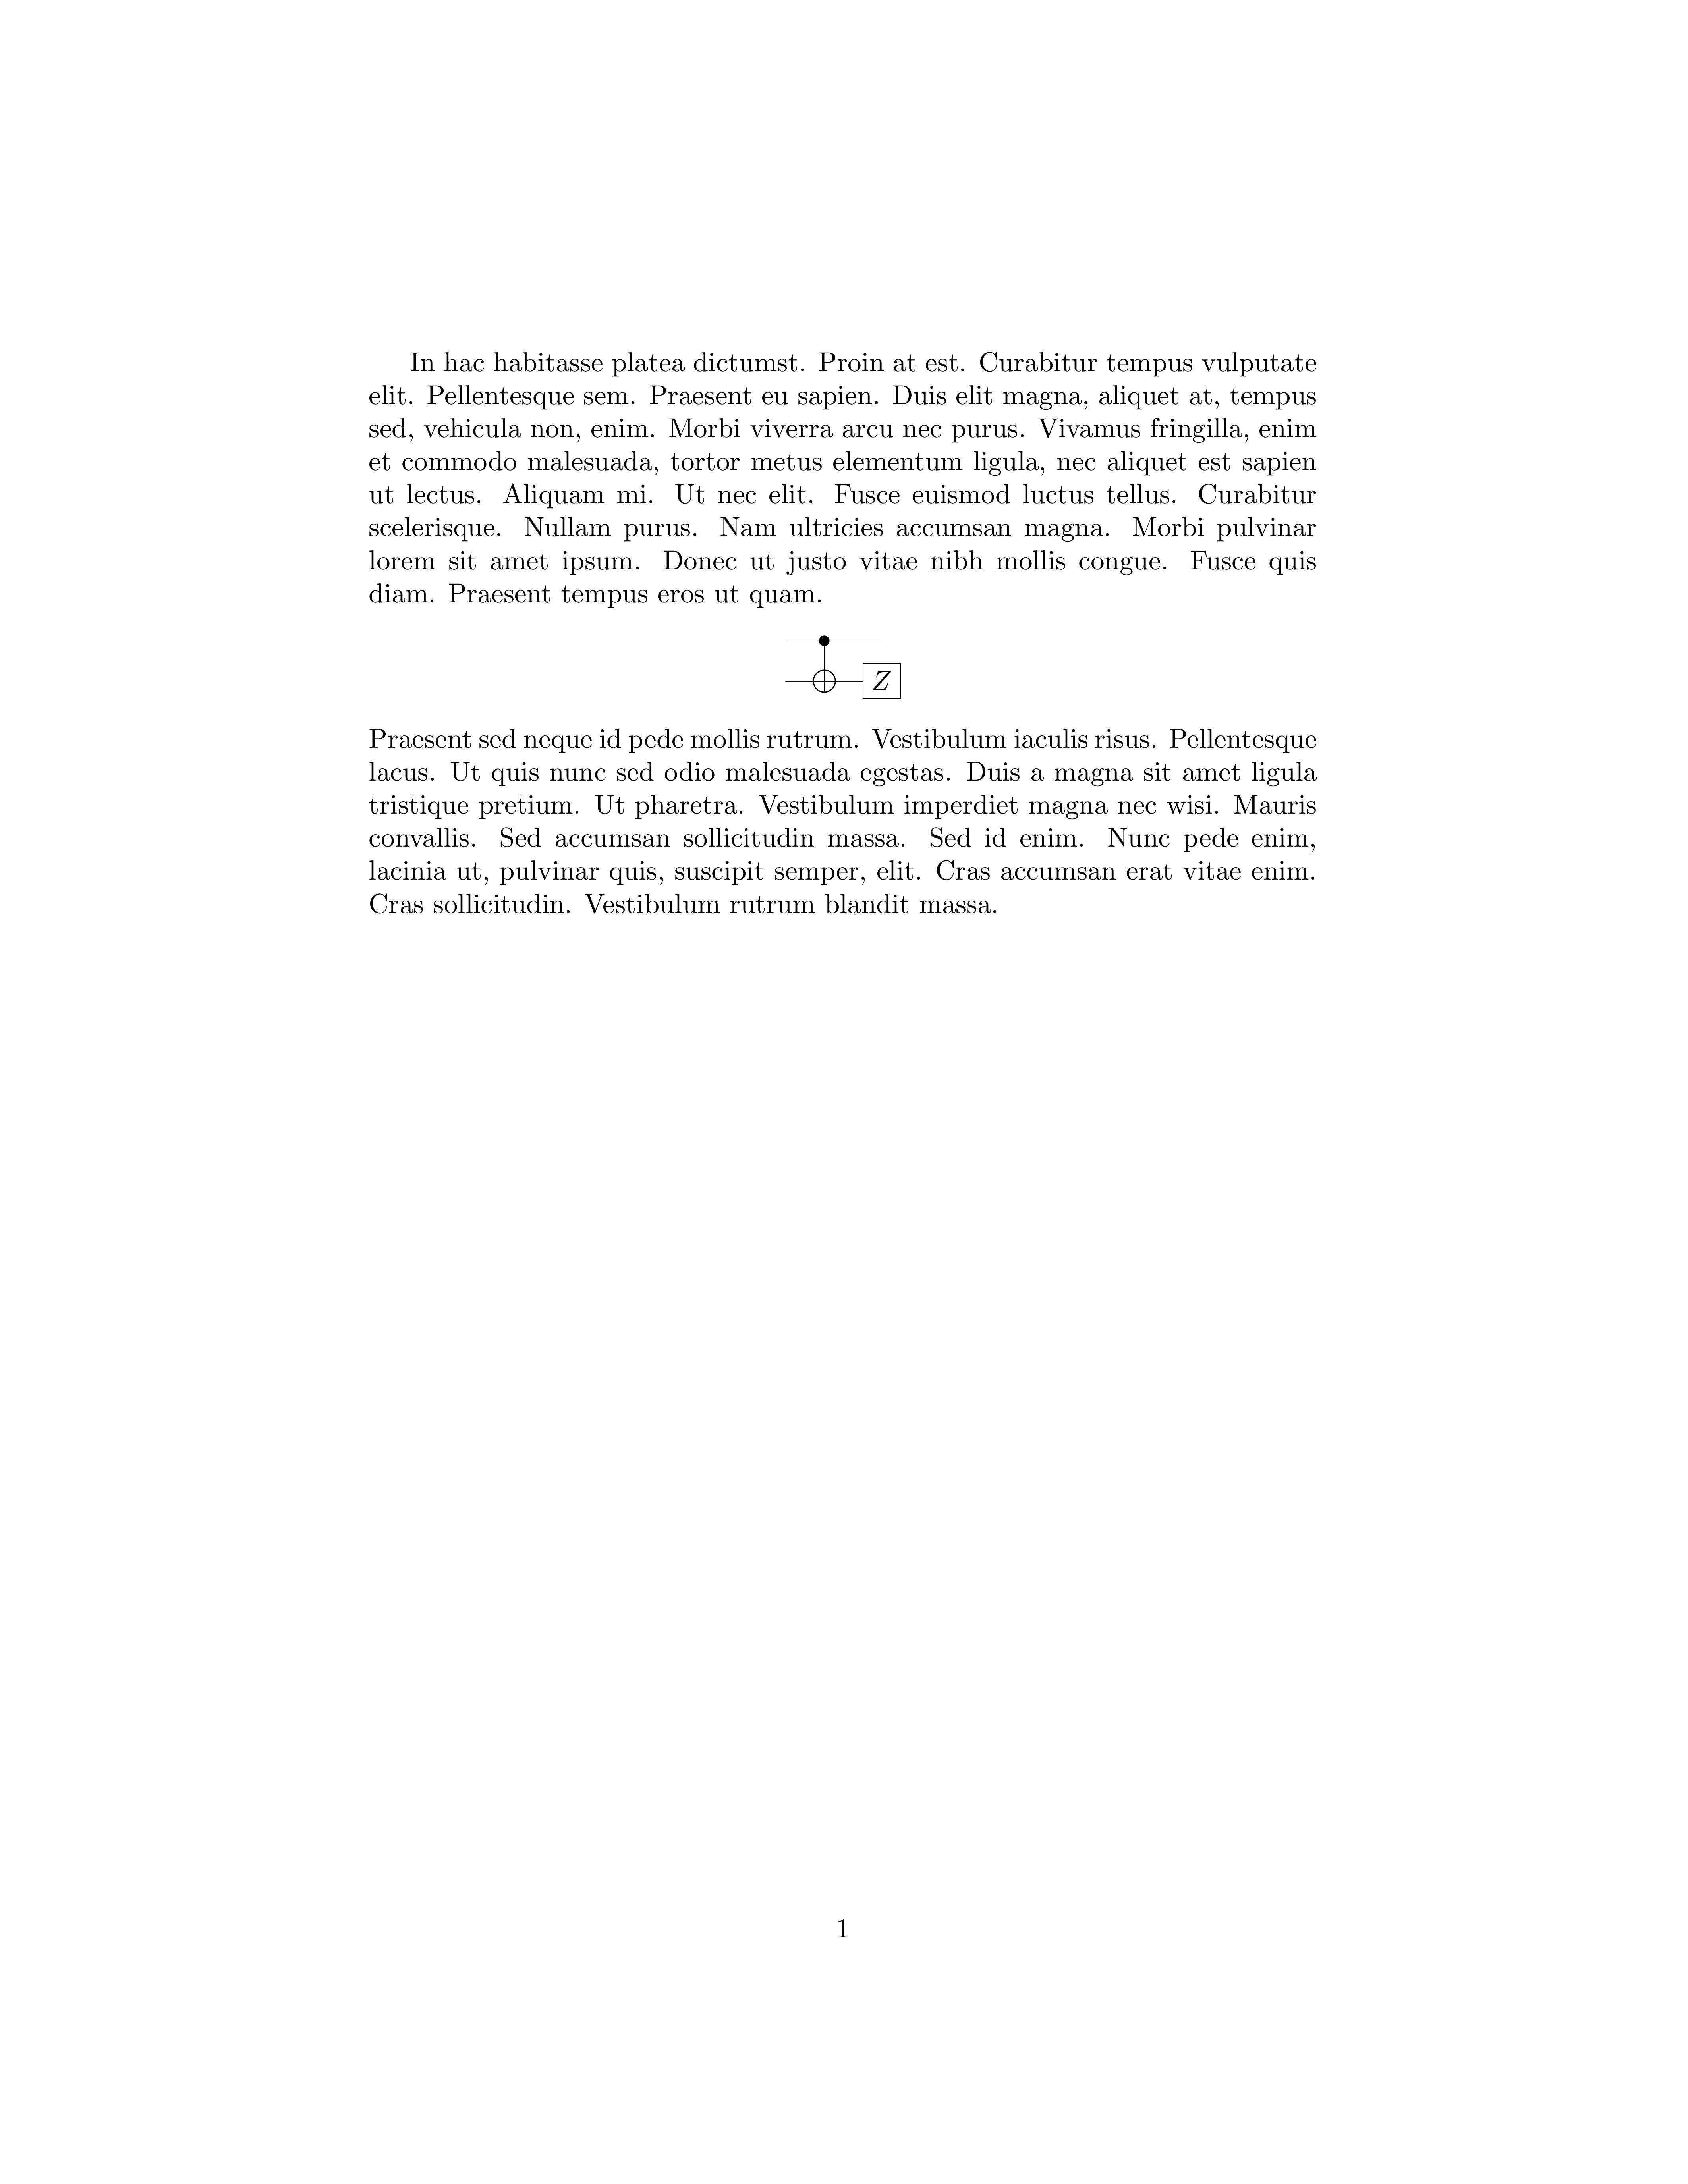 In hac habitasse platea dictumst. Proin at est. Curabitur tempus vulputate
elit. Pellentesque sem. Praesent eu sapien. Duis elit magna, aliquet at, tempus
sed, vehicula non, enim. Morbi viverra arcu nec purus. Vivamus fringilla, enim
et commodo malesuada, tortor metus elementum ligula, nec aliquet est sapien
ut lectus. Aliquam mi. Ut nec elit. Fusce euismod luctus tellus. Curabitur
scelerisque. Nullam purus. Nam ultricies accumsan magna. Morbi pulvinar
lorem sit amet ipsum. Donec ut justo vitae nibh mollis congue. Fusce quis
diam. Praesent tempus eros ut quam.
Z
Praesent sed neque id pede mollis rutrum. Vestibulum iaculis risus. Pellentesque
lacus. Ut quis nunc sed odio malesuada egestas. Duis a magna sit amet ligula
tristique pretium. Ut pharetra. Vestibulum imperdiet magna nec wisi. Mauris
convallis. Sed accumsan sollicitudin massa. Sed id enim. Nunc pede enim,
lacinia ut, pulvinar quis, suscipit semper, elit. Cras accumsan erat vitae enim.
Cras sollicitudin. Vestibulum rutrum blandit massa.
1